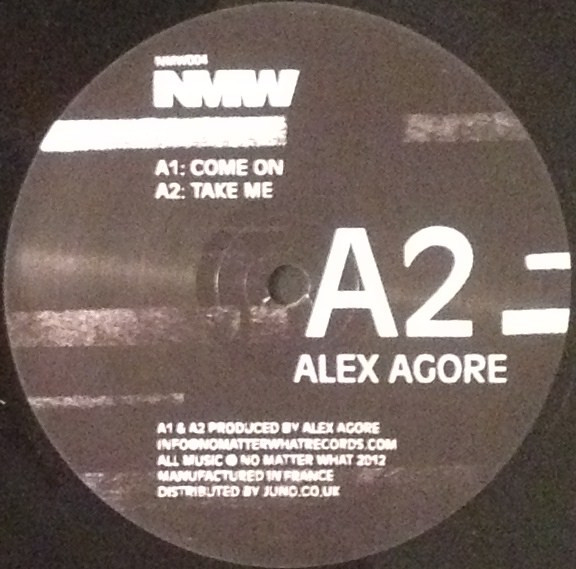 NMW004
NMW
A1: COME ON
A2: TAKE ME
A2
ALEX AGORE
A1 & A2 PRODUCED BY ALEX AGORE
INFO@NOMATTERWHATRECORDS.COM
ALL MUSIC © NO MATTER WHAT 2012
MANUFACTURED IN FRANCE
DISTRIBUTED BY JUNO.CO.UK